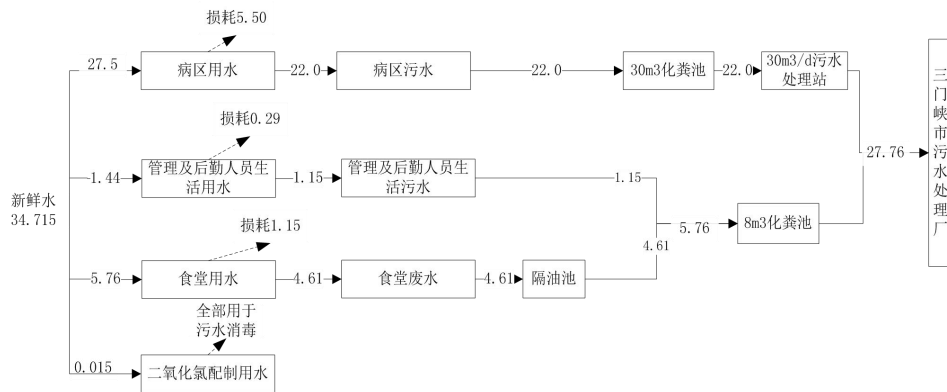 损耗5.50
27.5
病区用水
22.0
病区污水
22.0
30m3化粪池
22.0
30m3/d污水
处理站
三门峡市污水处理厂
损耗0.29
27.76
1.44
管理及后勤人员生
活用水
1.15
管理及后勤人员生
活污水
1.15
新鲜水
34.715
损耗1.15
5.76
8m3化粪池
4.61
5.76
食堂用水
4.61
食堂废水
4.61
隔油池
全部用于
污水消毒
0.015
二氧化氯配制用水